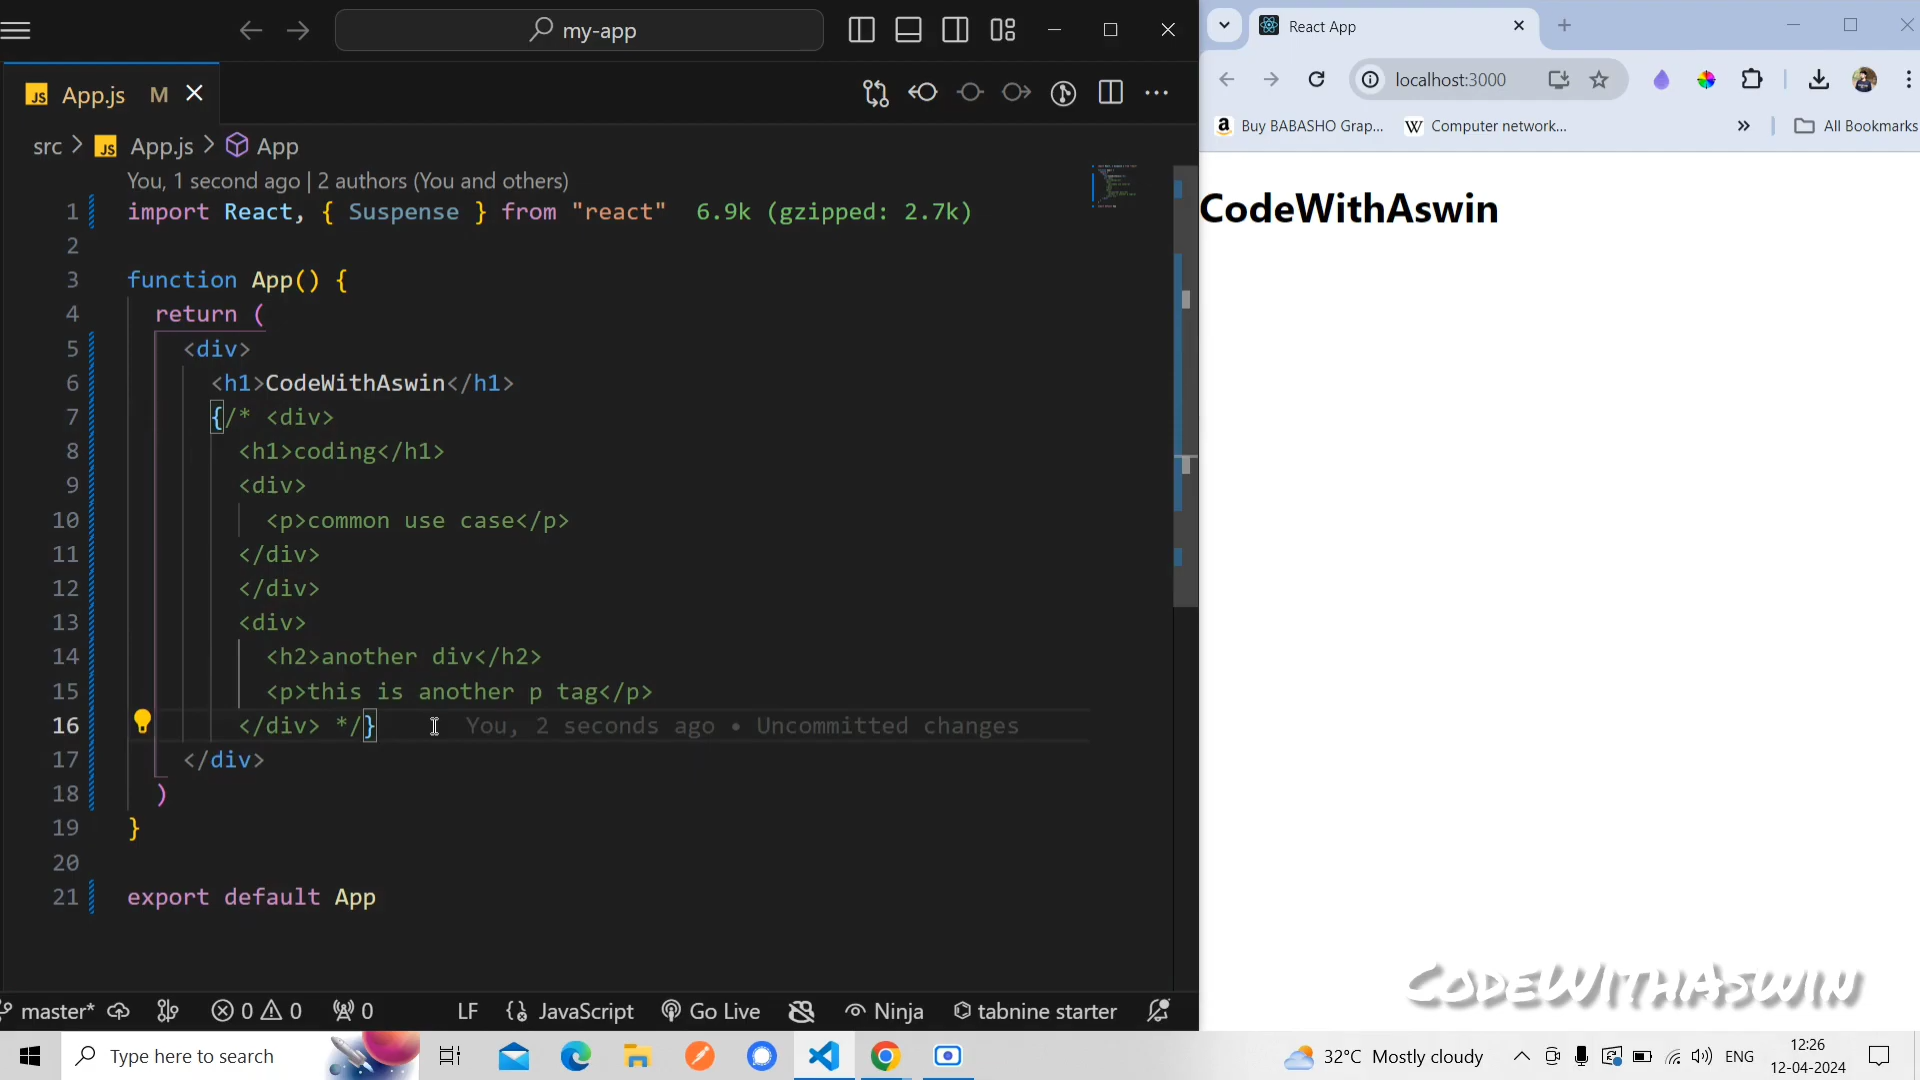 my-app
App.js M
src > App.js > App
You, 1 second ago | 2 authors (You and others)
1 import React, { Suspense } from "react" 6.9k (gzipped: 2.7k)
2
3 function App() {
4 return (
5 <div>
6 <h1>CodeWithAswin</h1>
7 {/* <div>
8 <h1>coding</h1>
9 <div>
10 <p>common use case</p>
11 </div>
12 </div>
13 <div>
14 <h2>another div</h2>
15 <p>this is another p tag</p>
16 </div> */} You, 2 seconds ago • Uncommitted changes
17 </div>
18 )
19 }
20
21 export default App
master* 0 0 0 LF {} JavaScript Go Live Ninja tabnine starter
React App
localhost:3000
Buy BABASHO Grap... Computer network... » All Bookmarks
CodeWithAswin
CodeWithAswin
Type here to search
32°C Mostly cloudy ENG 12:26
12-04-2024